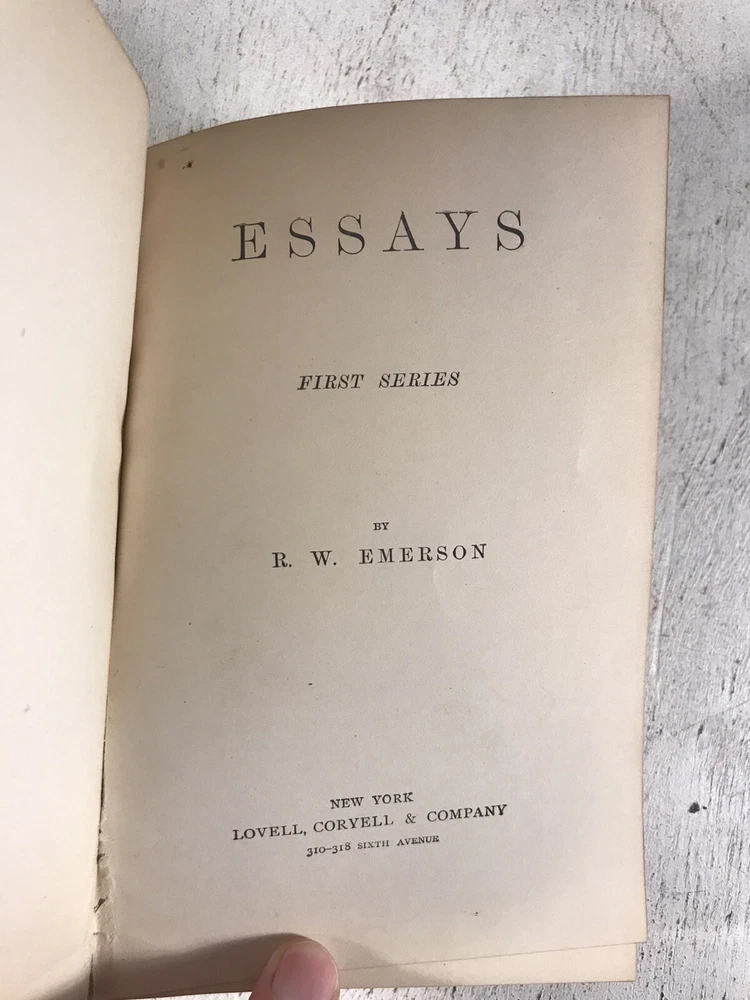 ESSAYS
FIRST SERIES
BY
R. W. EMERSON
NEW YORK
LOVELL, CORYELL & COMPANY
310-318 SIXTH AVENUE